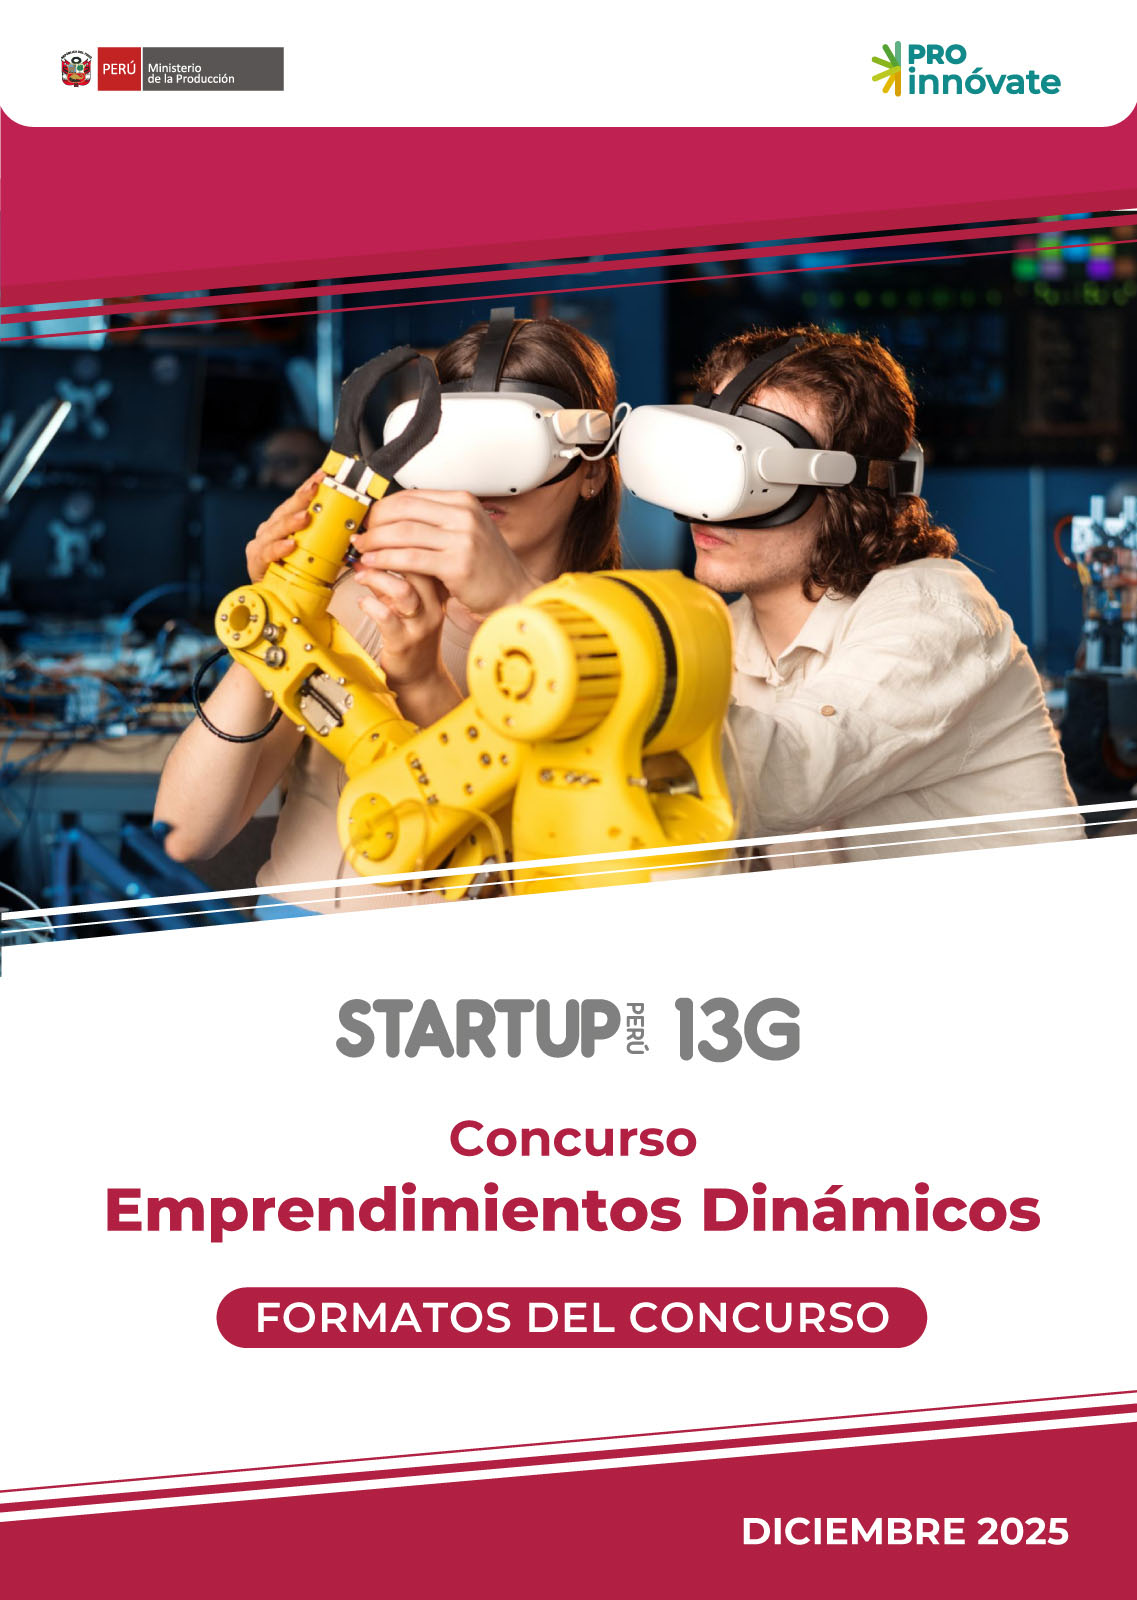 PERÚ
Ministerio
de la Producción
PRO
innóvate
STARTUP PERÚ 13G
Concurso
Emprendimientos Dinámicos
FORMATOS DEL CONCURSO
DICIEMBRE 2025